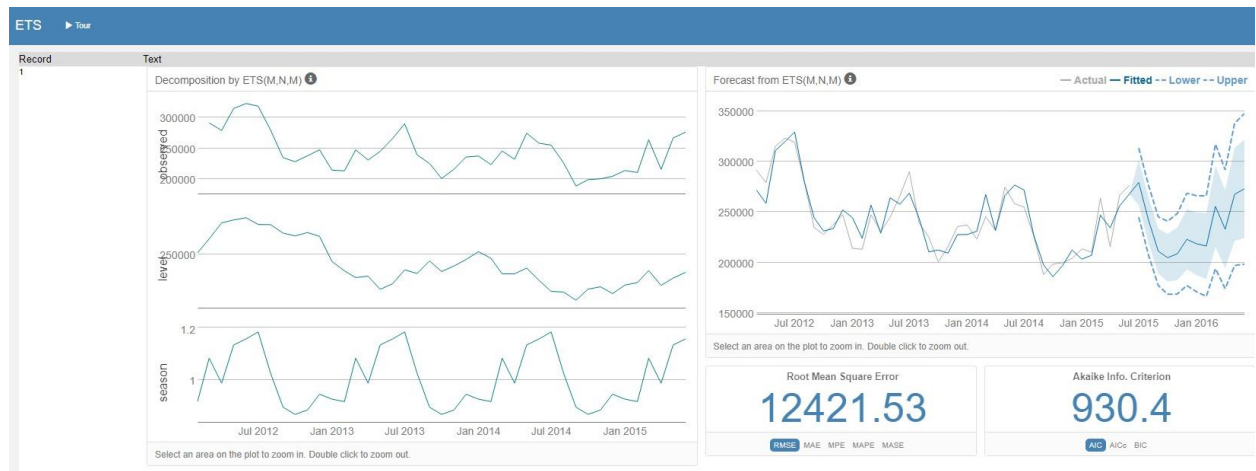 ETS ▶ Tour
Record Text
1
Decomposition by ETS(M,N,M)
300000
250000
200000
observed
250000
level
1.2
1
season
Jul 2012 Jan 2013 Jul 2013 Jan 2014 Jul 2014 Jan 2015
Select an area on the plot to zoom in. Double click to zoom out.
Forecast from ETS(M,N,M)
Actual Fitted Lower Upper
350000
300000
250000
200000
150000
Jul 2012 Jan 2013 Jul 2013 Jan 2014 Jul 2014 Jan 2015 Jul 2015 Jan 2016
Select an area on the plot to zoom in. Double click to zoom out.
Root Mean Square Error
12421.53
RMSE MAE MPE MAPE MASE
Akaike Info. Criterion
930.4
AIC AICc BIC